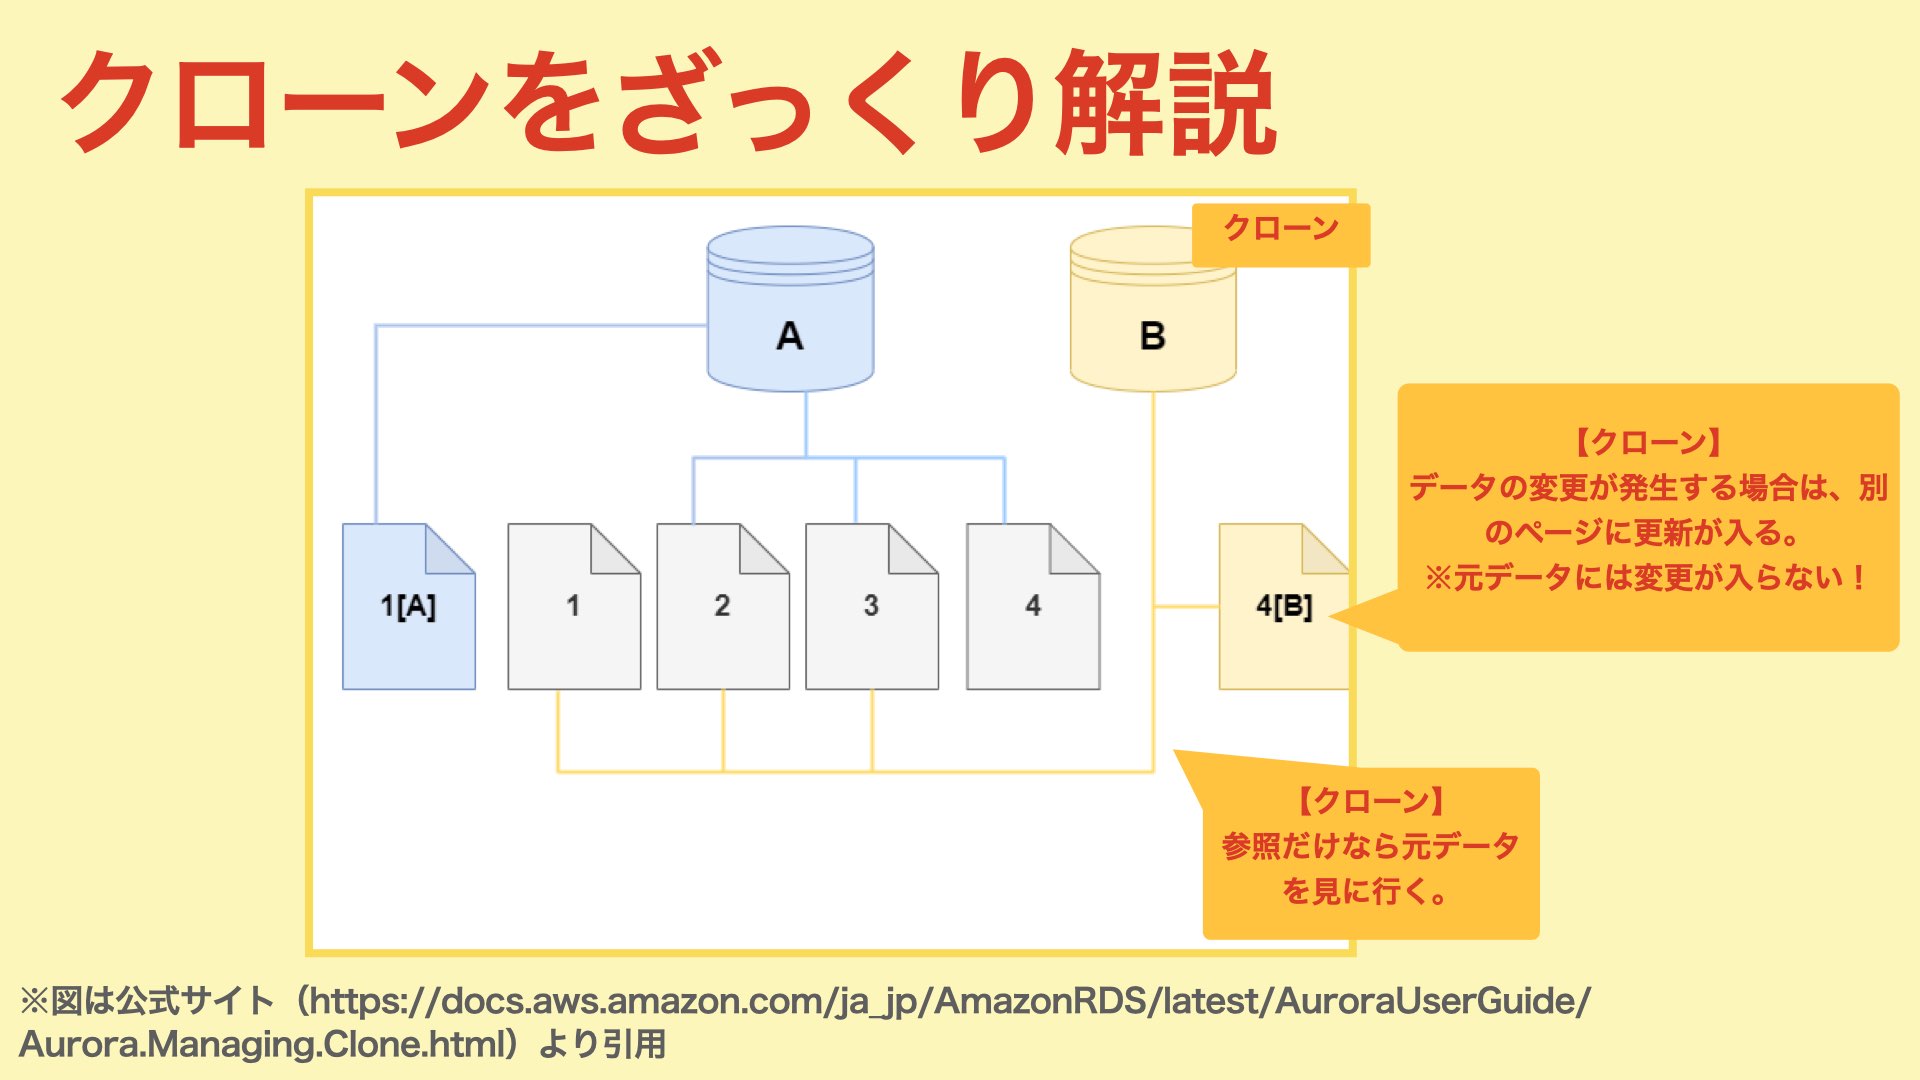 クローンをざっくり解説
クローン
A
B
1[A]
1
2
3
4
4[B]
【クローン】
データの変更が発生する場合は、別
のページに更新が入る。
※元データには変更が入らない！
【クローン】
参照だけなら元データ
を見に行く。
※図は公式サイト（https://docs.aws.amazon.com/ja_jp/AmazonRDS/latest/AuroraUserGuide/
Aurora.Managing.Clone.html）より引用